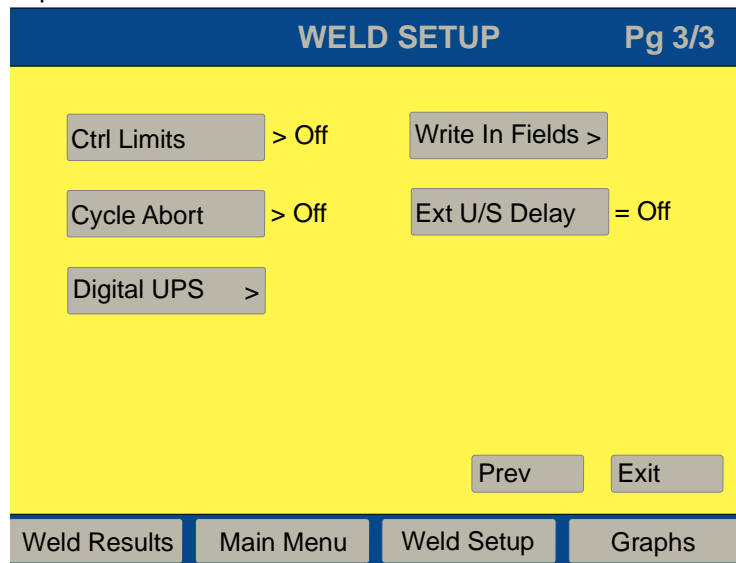 WELD SETUP Pg 3/3
Ctrl Limits > Off Write In Fields >
Cycle Abort > Off Ext U/S Delay = Off
Digital UPS >
Prev Exit
Weld Results Main Menu Weld Setup Graphs